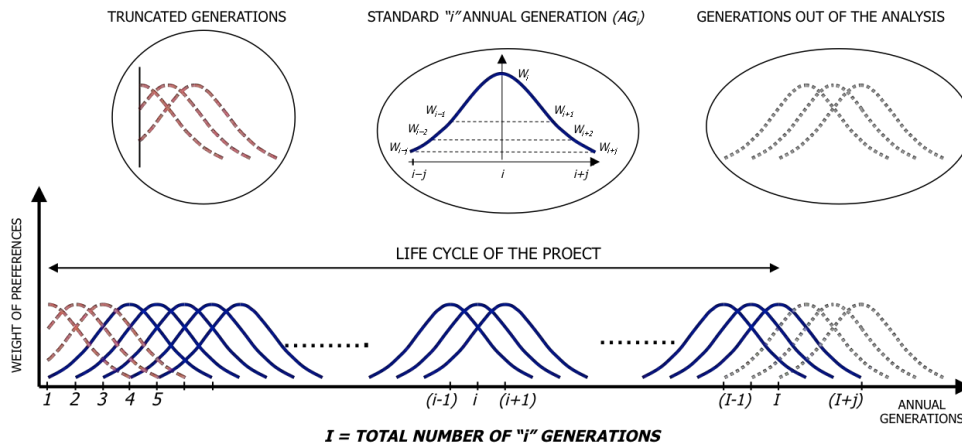 TRUNCATED GENERATIONS
STANDARD "i" ANNUAL GENERATION (AGi)
GENERATIONS OUT OF THE ANALYSIS
Wi
Wi−1
Wi+1
Wi−2
Wi+2
Wi−j
Wi+j
i−j
i
i+j
LIFE CYCLE OF THE PROECT
WEIGHT OF PREFERENCES
1 2 3 4 5 (i-1) i (i+1) (I-1) I (I+j)
ANNUAL
GENERATIONS
I = TOTAL NUMBER OF "i" GENERATIONS